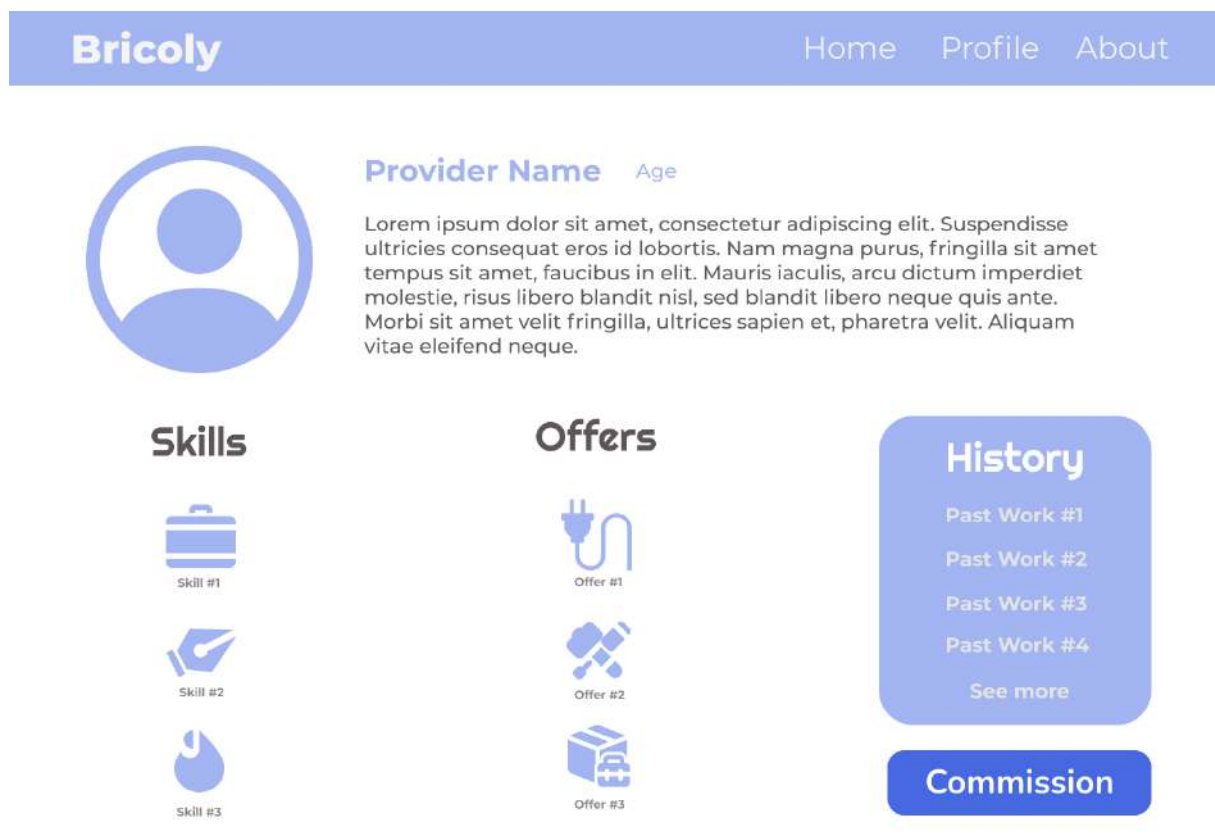 Bricoly
Home Profile About
Provider Name Age
Lorem ipsum dolor sit amet, consectetur adipiscing elit. Suspendisse
ultricies consequat eros id lobortis. Nam magna purus, fringilla sit amet
tempus sit amet, faucibus in elit. Mauris iaculis, arcu dictum imperdiet
molestie, risus libero blandit nisl, sed blandit libero neque quis ante.
Morbi sit amet velit fringilla, ultrices sapien et, pharetra velit. Aliquam
vitae eleifend neque.
Skills
Skill #1
Skill #2
Skill #3
Offers
Offer #1
Offer #2
Offer #3
History
Past Work #1
Past Work #2
Past Work #3
Past Work #4
See more
Commission